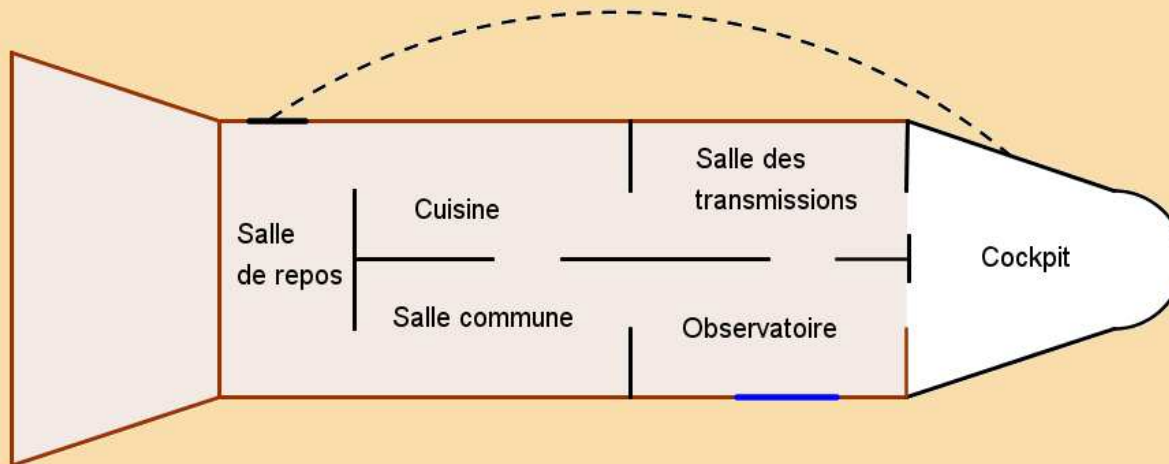 Salle des
transmissions
Cuisine
Salle
de repos
Cockpit
Salle commune
Observatoire